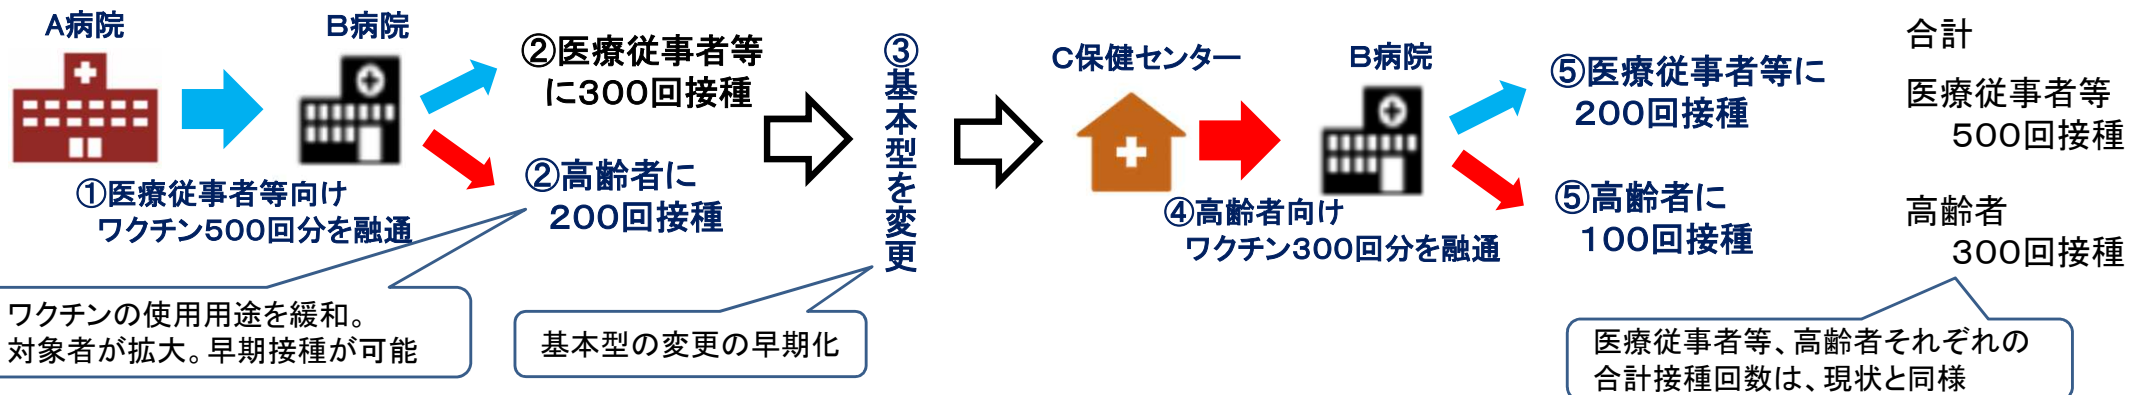 A病院
B病院
②医療従事者等
に300回接種
②高齢者に
200回接種
①医療従事者等向け
ワクチン500回分を融通
③基本型を変更
C保健センター
B病院
④高齢者向け
ワクチン300回分を融通
⑤医療従事者等に
200回接種
⑤高齢者に
100回接種
合計
医療従事者等
500回接種
高齢者
300回接種
ワクチンの使用用途を緩和。
対象者が拡大。早期接種が可能
基本型の変更の早期化
医療従事者等、高齢者それぞれの
合計接種回数は、現状と同様